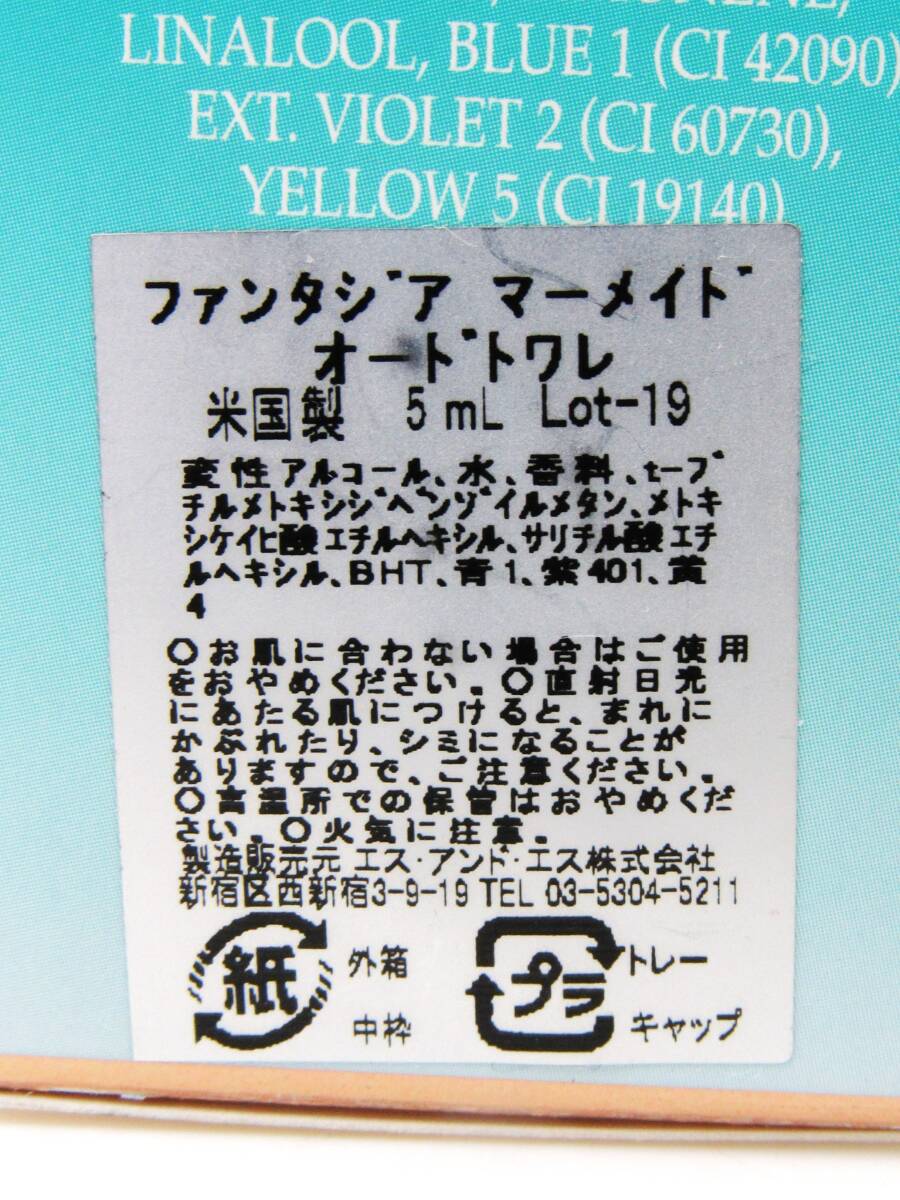 LINALOOL, BLUE 1 (CI 42090)
EXT. VIOLET 2 (CI 60730),
YELLOW 5 (CI 19140)
ファンタジア マーメイド
オードトワレ
米国製 5mL Lot-19
変性アルコール、水、香料、t-ブ
チルメトキシジベンゾイルメタン、メトキ
シケイヒ酸エチルヘキシル、サリチル酸エチ
ルヘキシル、BHT、青1、紫401、黄
4
○お肌に合わない場合はご使用
をおやめください。○直射日光
にあたる肌につけると、まれに
かぶれたり、シミになることが
ありますので、ご注意ください。
○高温所での保管はおやめくだ
さい。○火気に注意。
製造販売元 エス・アンド・エス株式会社
新宿区西新宿3-9-19 TEL 03-5304-5211
紙 外箱 プラ トレー
中枠 キャップ